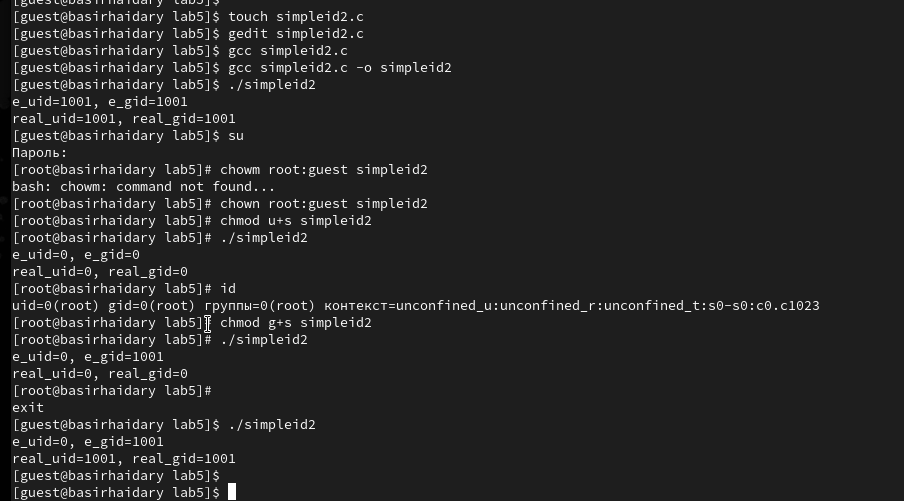 [guest@basirhaidary lab5]$
[guest@basirhaidary lab5]$ touch simpleid2.c
[guest@basirhaidary lab5]$ gedit simpleid2.c
[guest@basirhaidary lab5]$ gcc simpleid2.c
[guest@basirhaidary lab5]$ gcc simpleid2.c -o simpleid2
[guest@basirhaidary lab5]$ ./simpleid2
e_uid=1001, e_gid=1001
real_uid=1001, real_gid=1001
[guest@basirhaidary lab5]$ su
Пароль:
[root@basirhaidary lab5]# chowm root:guest simpleid2
bash: chowm: command not found...
[root@basirhaidary lab5]# chown root:guest simpleid2
[root@basirhaidary lab5]# chmod u+s simpleid2
[root@basirhaidary lab5]# ./simpleid2
e_uid=0, e_gid=0
real_uid=0, real_gid=0
[root@basirhaidary lab5]# id
uid=0(root) gid=0(root) группы=0(root) контекст=unconfined_u:unconfined_r:unconfined_t:s0-s0:c0.c1023
[root@basirhaidary lab5]# chmod g+s simpleid2
[root@basirhaidary lab5]# ./simpleid2
e_uid=0, e_gid=1001
real_uid=0, real_gid=0
[root@basirhaidary lab5]#
exit
[guest@basirhaidary lab5]$ ./simpleid2
e_uid=0, e_gid=1001
real_uid=1001, real_gid=1001
[guest@basirhaidary lab5]$
[guest@basirhaidary lab5]$